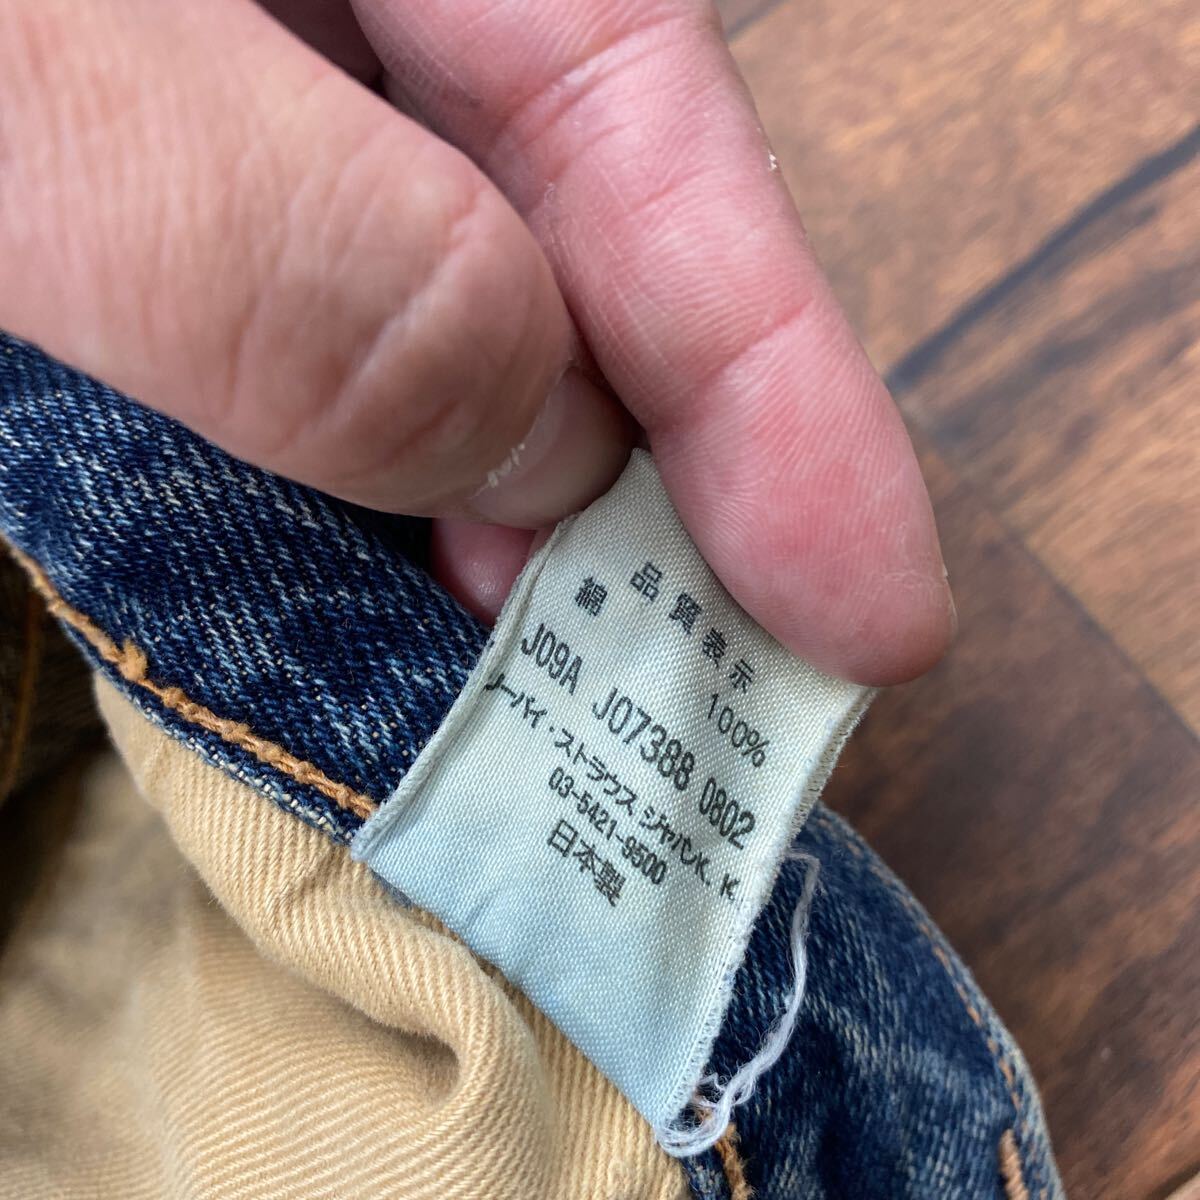 品質表示
綿 100%
J09A J07388 0802
リーバイ・ストラウス ジャパンK.K.
03-5421-9500
日本製